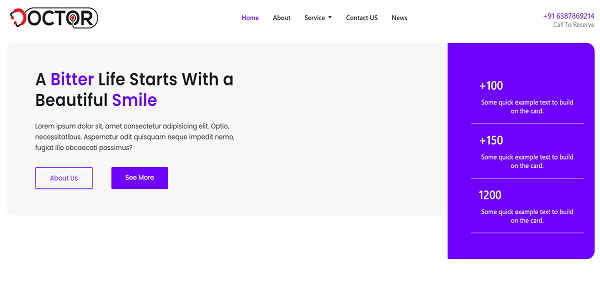 DOCTOR
Home About Service Contact US News
+91 6387869214
Call To Reserve
A Bitter Life Starts With a
Beautiful Smile
Lorem ipsum dolor sit, amet consectetur adipisicing elit. Optio,
necessitatibus. Aspernatur odit quisquam neque impedit nemo,
fugiat illo obcaecati possimus?
About Us
See More
+100
Some quick example text to build
on the card.
+150
Some quick example text to build
on the card.
1200
Some quick example text to build
on the card.